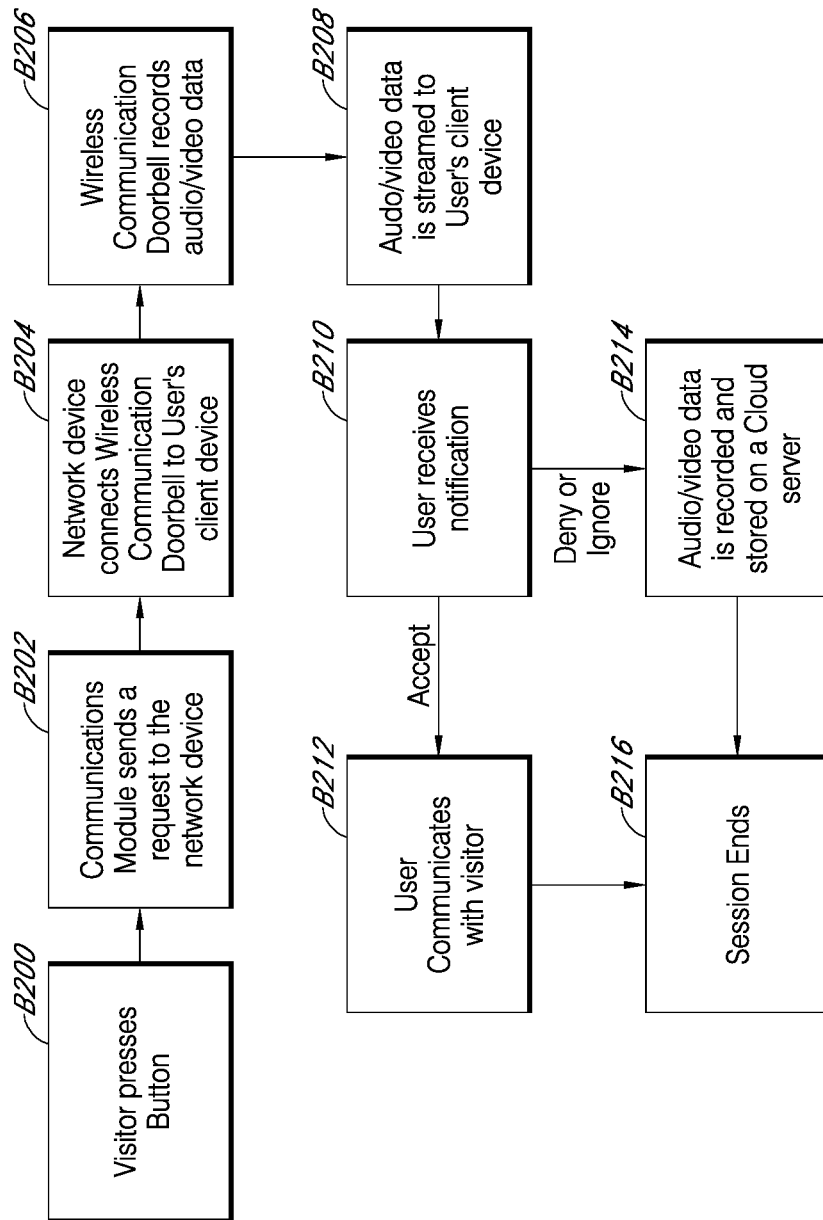 B200
Visitor presses
Button
B202
Communications
Module sends a
request to the
network device
B204
Network device
connects Wireless
Communication
Doorbell to User's
client device
B206
Wireless
Communication
Doorbell records
audio/video data
B208
Audo/video data
is streamed to
User's client
device
B210
User receives
notification
Accept
Deny or
Ignore
B212
User
Communicates
with visitor
B214
Audio/video data
is recorded and
stored on a Cloud
server
B216
Session Ends